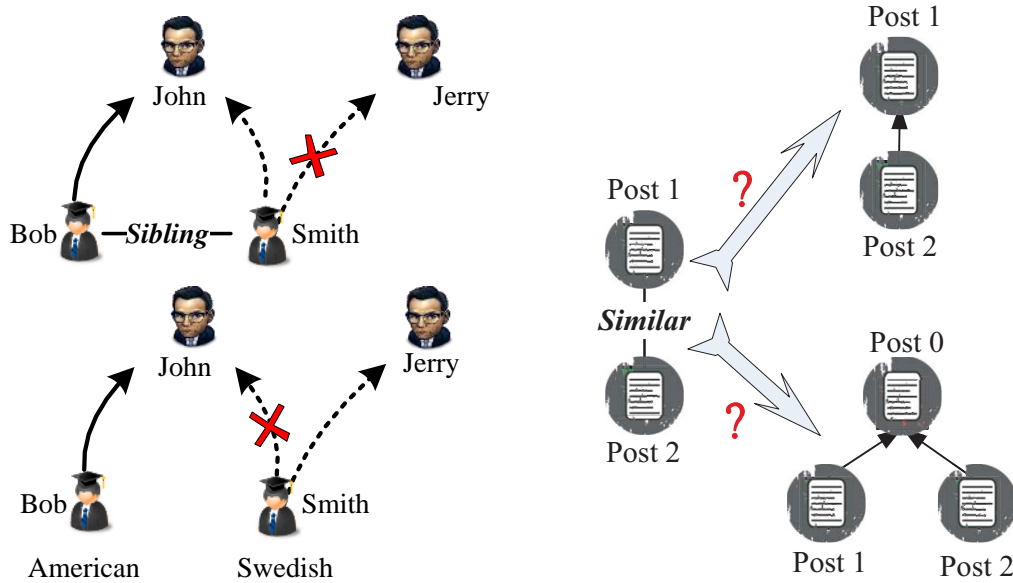 John
Jerry
Bob
Sibling
Smith
John
Jerry
Bob
Smith
American
Swedish
Post 1
Post 2
?
Post 1
Similar
Post 2
?
Post 0
Post 1
Post 2